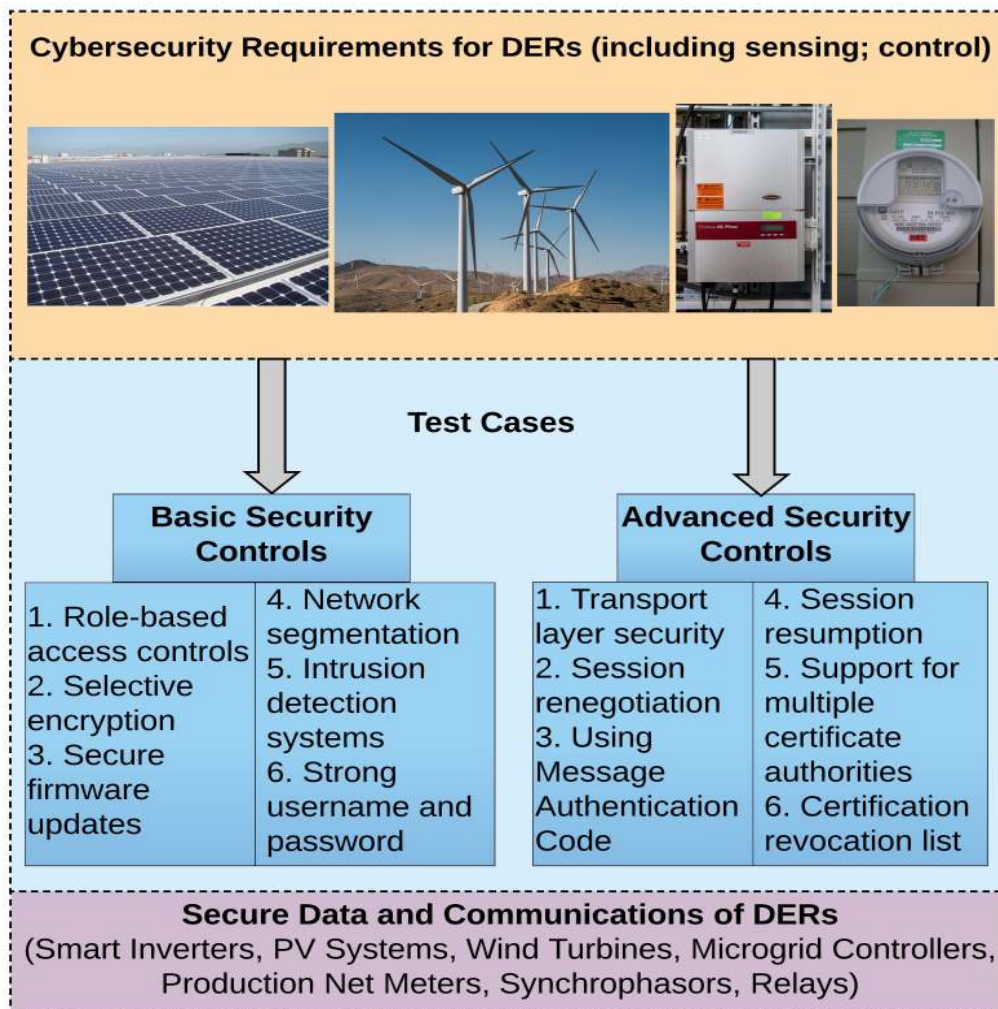 Cybersecurity Requirements for DERs (including sensing; control)
Test Cases
Basic Security
Controls
1. Role-based
access controls
2. Selective
encryption
3. Secure
firmware
updates
4. Network
segmentation
5. Intrusion
detection
systems
6. Strong
username and
password
Advanced Security
Controls
1. Transport
layer security
2. Session
renegotiation
3. Using
Message
Authentication
Code
4. Session
resumption
5. Support for
multiple
certificate
authorities
6. Certification
revocation list
Secure Data and Communications of DERs
(Smart Inverters, PV Systems, Wind Turbines, Microgrid Controllers,
Production Net Meters, Synchrophasors, Relays)